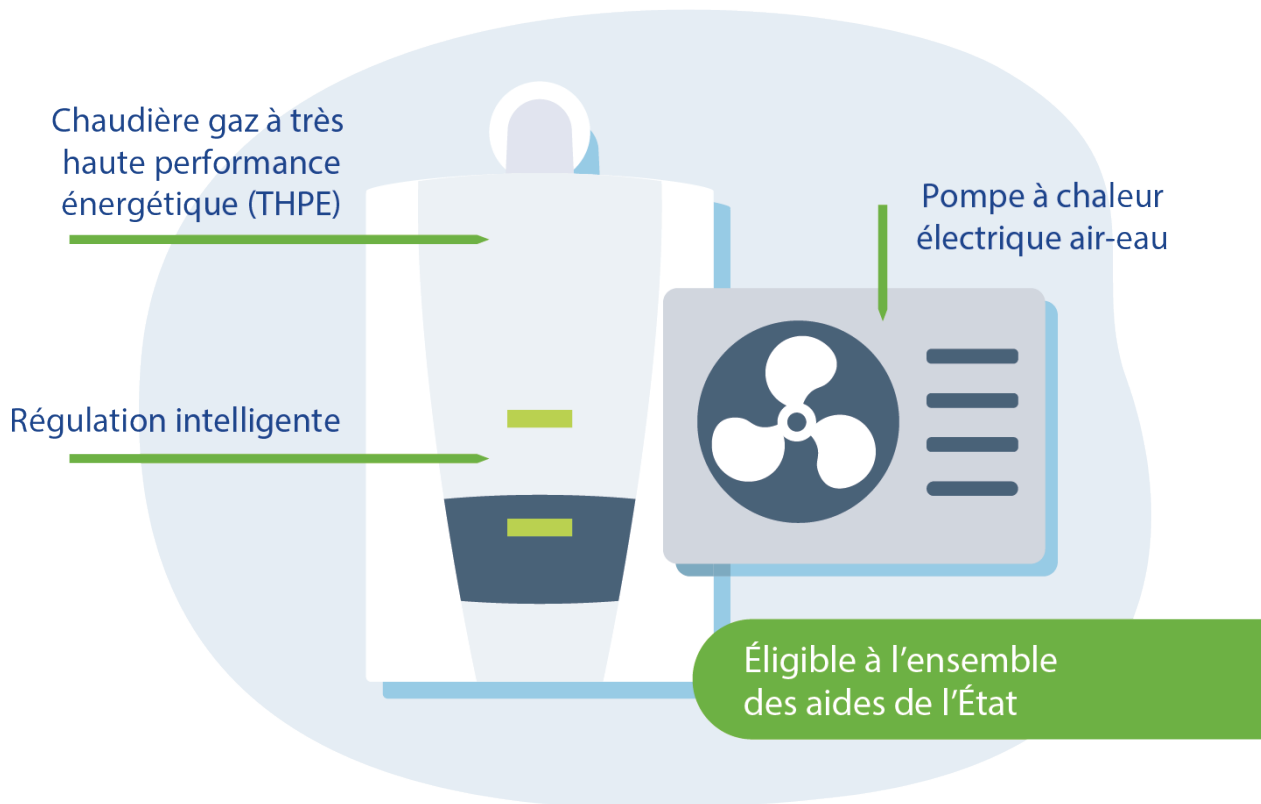 Chaudière gaz à très
haute performance
énergétique (THPE)
Pompe à chaleur
électrique air-eau
Régulation intelligente
Éligible à l’ensemble
des aides de l’État